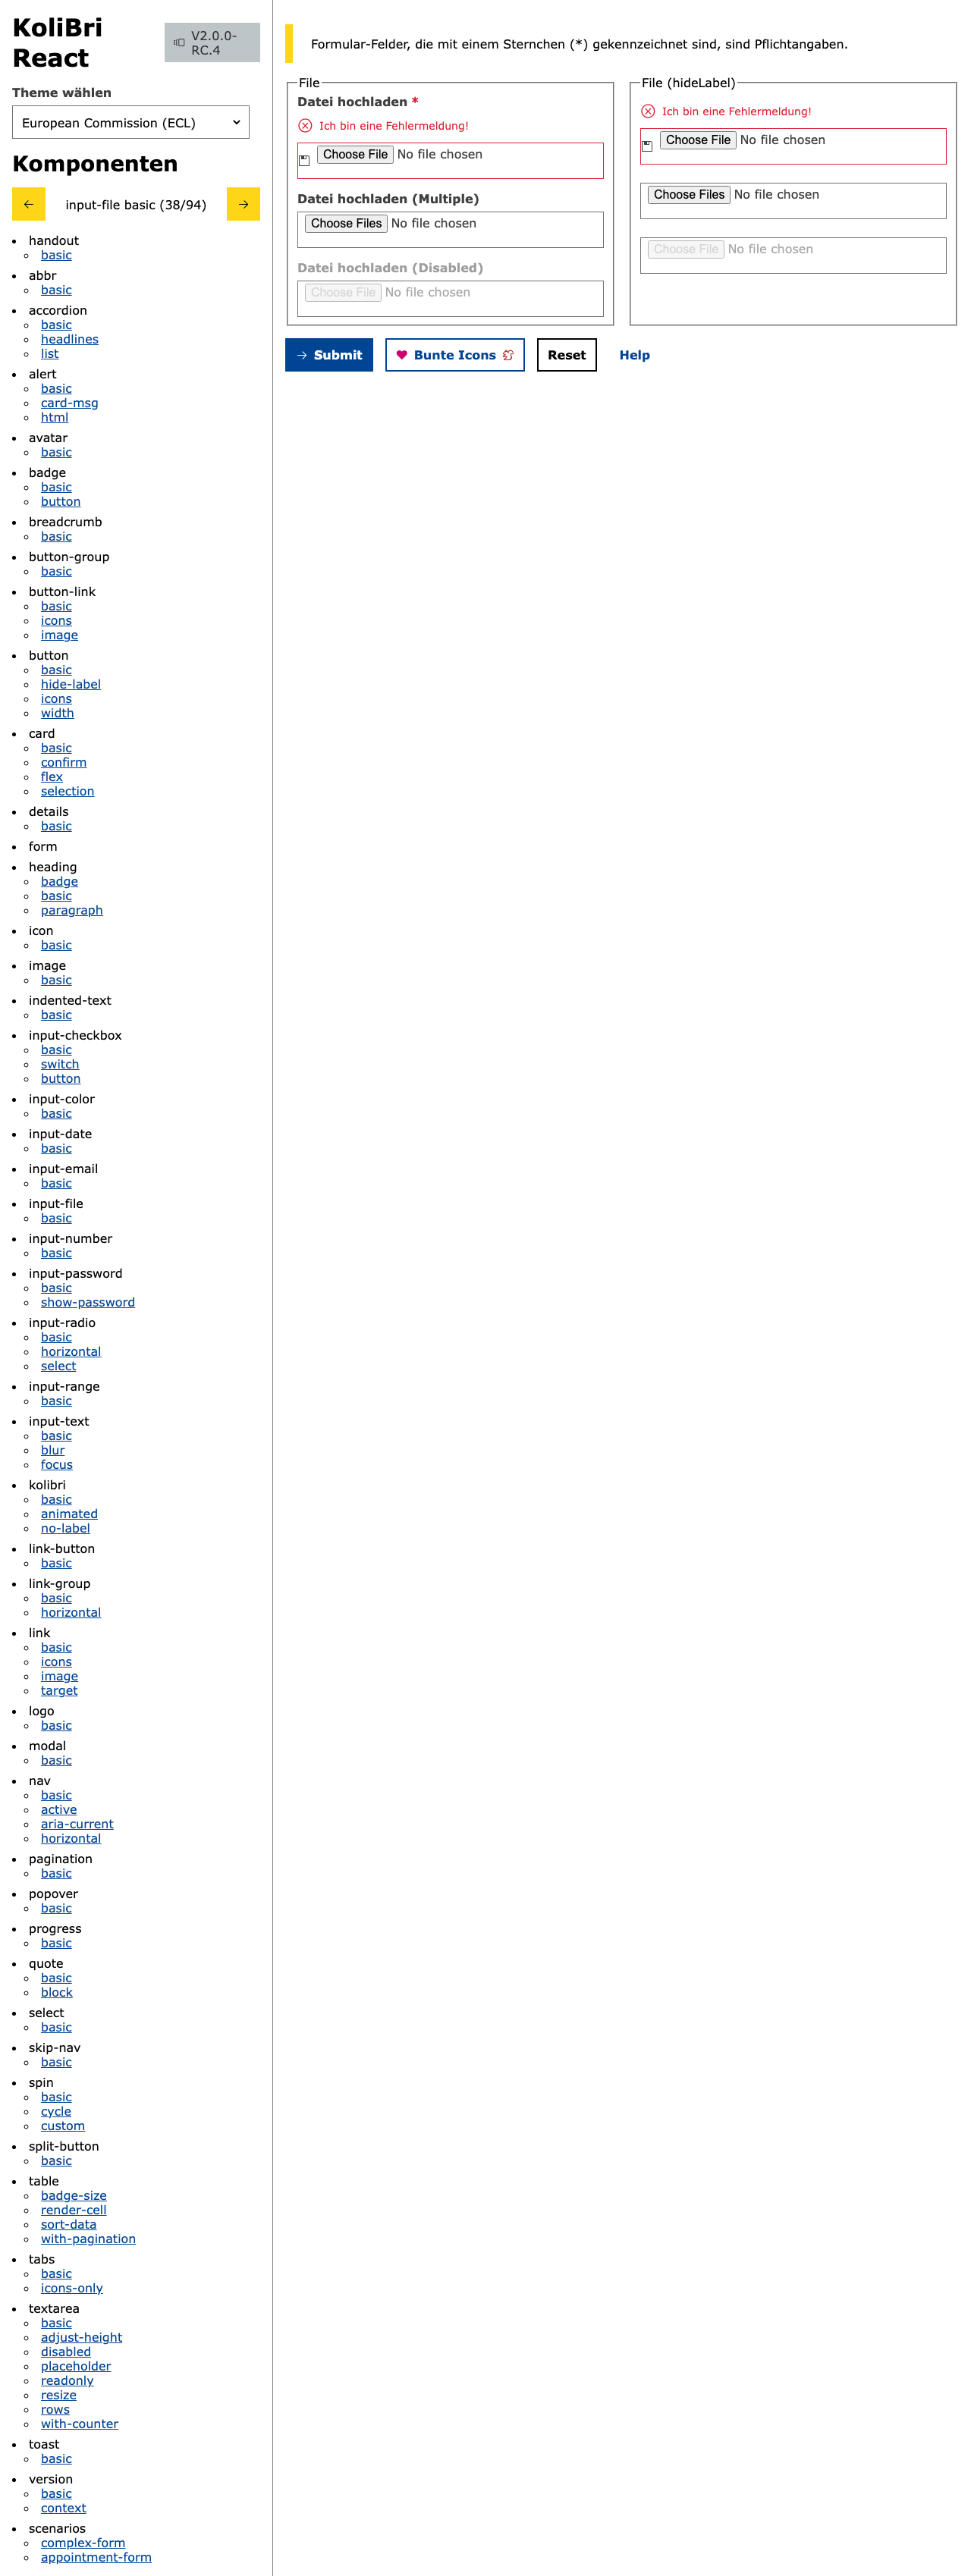 KoliBri
React
V2.0.0-
RC.4
Theme wählen
European Commission (ECL)
Komponenten
input-file basic (38/94)
handout
basic
abbr
basic
accordion
basic
headlines
list
alert
basic
card-msg
html
avatar
basic
badge
basic
button
breadcrumb
basic
button-group
basic
button-link
basic
icons
image
button
basic
hide-label
icons
width
card
basic
confirm
flex
selection
details
basic
form
heading
badge
basic
paragraph
icon
basic
image
basic
indented-text
basic
input-checkbox
basic
switch
button
input-color
basic
input-date
basic
input-email
basic
input-file
basic
input-number
basic
input-password
basic
show-password
input-radio
basic
horizontal
select
input-range
basic
input-text
basic
blur
focus
kolibri
basic
animated
no-label
link-button
basic
link-group
basic
horizontal
link
basic
icons
image
target
logo
basic
modal
basic
nav
basic
active
aria-current
horizontal
pagination
basic
popover
basic
progress
basic
quote
basic
block
select
basic
skip-nav
basic
spin
basic
cycle
custom
split-button
basic
table
badge-size
render-cell
sort-data
with-pagination
tabs
basic
icons-only
textarea
basic
adjust-height
disabled
placeholder
readonly
resize
rows
with-counter
toast
basic
version
basic
context
scenarios
complex-form
appointment-form
Formular-Felder, die mit einem Sternchen (*) gekennzeichnet sind, sind Pflichtangaben.
File
Datei hochladen *
Ich bin eine Fehlermeldung!
Choose File No file chosen
Datei hochladen (Multiple)
Choose Files No file chosen
Datei hochladen (Disabled)
Choose File No file chosen
File (hideLabel)
Ich bin eine Fehlermeldung!
Choose File No file chosen
Choose Files No file chosen
Choose File No file chosen
Submit
Bunte Icons
Reset
Help